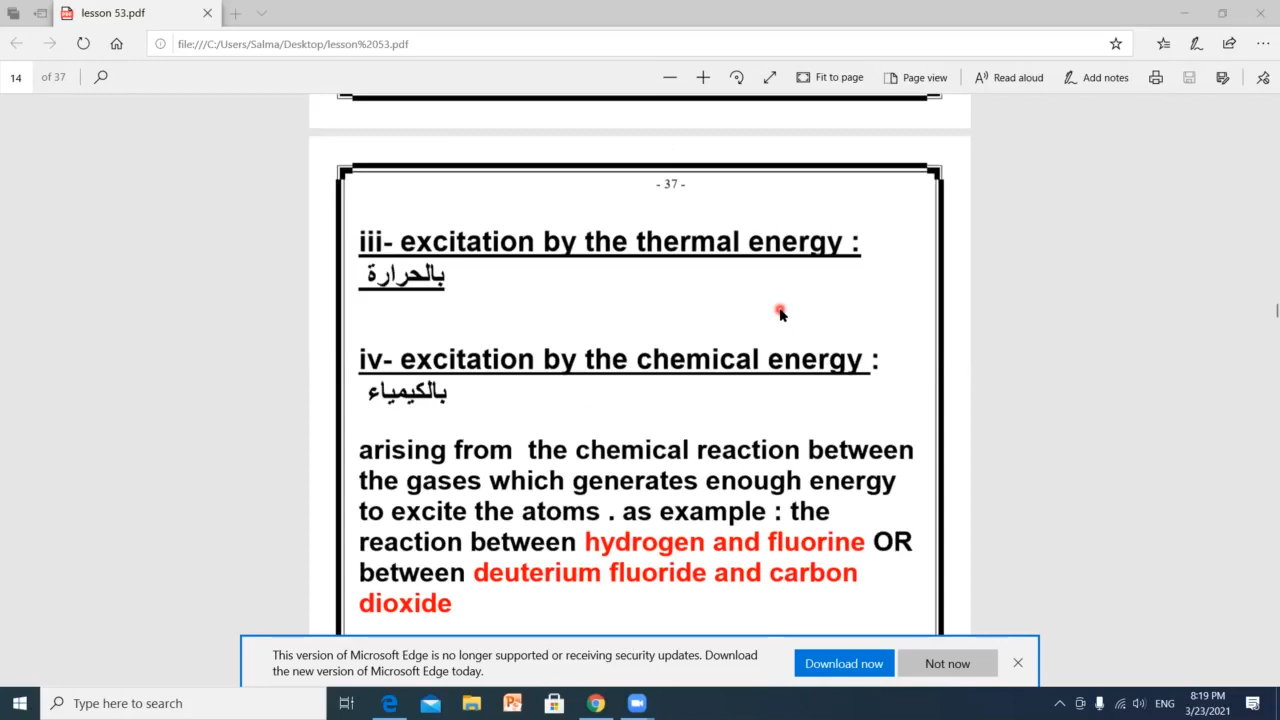 lesson 53.pdf
file:///C:/Users/Salma/Desktop/lesson%2053.pdf
14 of 37
Fit to page
Page view
Read aloud
Add notes
- 37 -
iii- excitation by the thermal energy :
بالحرارة
iv- excitation by the chemical energy :
بالكيمياء
arising from the chemical reaction between
the gases which generates enough energy
to excite the atoms . as example : the
reaction between hydrogen and fluorine OR
between deuterium fluoride and carbon
dioxide
This version of Microsoft Edge is no longer supported or receiving security updates. Download
the new version of Microsoft Edge today.
Download now
Not now
Type here to search
ENG
8:19 PM
3/23/2021